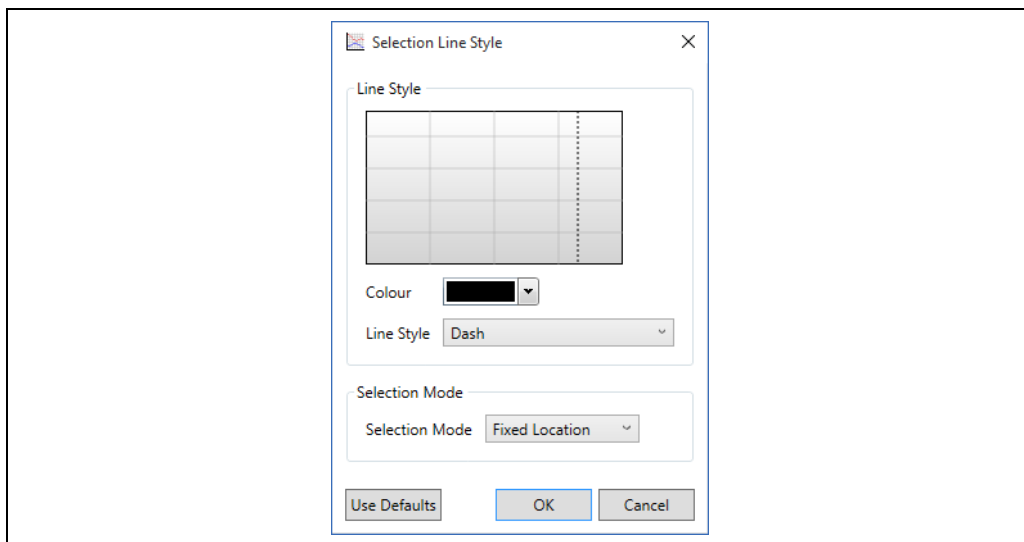 Selection Line Style
Line Style
Colour
Line Style Dash
Selection Mode
Selection Mode Fixed Location
Use Defaults OK Cancel